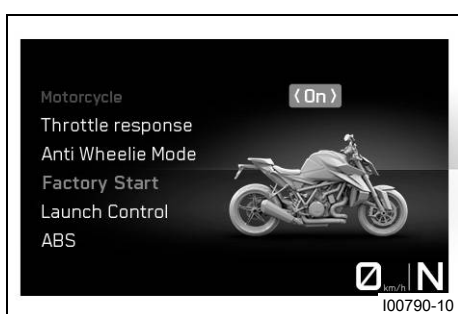 Motorcycle
⟨On⟩
Throttle response
Anti Wheelie Mode
Factory Start
Launch Control
ABS
0 km/h | N
I00790-10